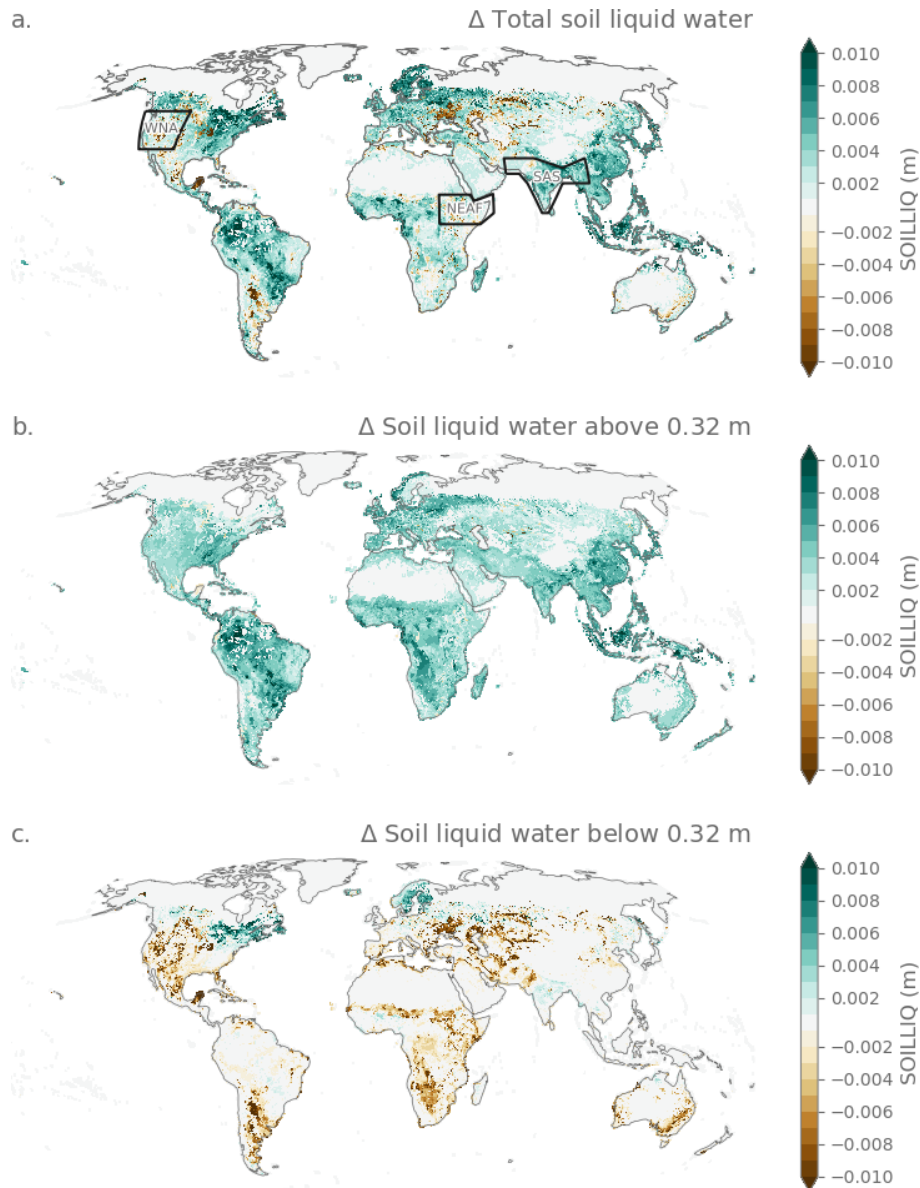 a.
Δ Total soil liquid water
WNA
SAS
NEAF7
0.010
0.008
0.006
0.004
0.002
−0.002
−0.004
−0.006
−0.008
−0.010
SOILLIQ (m)
b.
Δ Soil liquid water above 0.32 m
0.010
0.008
0.006
0.004
0.002
−0.002
−0.004
−0.006
−0.008
−0.010
SOILLIQ (m)
c.
Δ Soil liquid water below 0.32 m
0.010
0.008
0.006
0.004
0.002
−0.002
−0.004
−0.006
−0.008
−0.010
SOILLIQ (m)